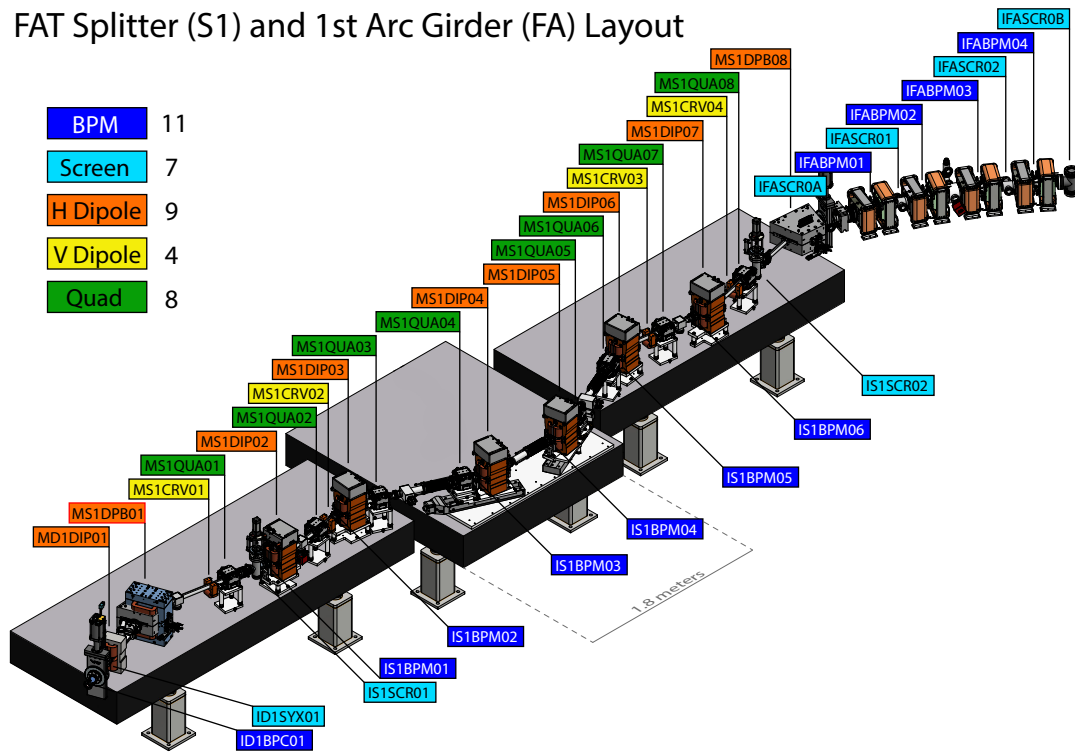 FAT Splitter (S1) and 1st Arc Girder (FA) Layout
BPM 11
Screen 7
H Dipole 9
V Dipole 4
Quad 8
IFASCR0B
IFABPM04
IFASCR02
IFABPM03
IFABPM02
IFASCR01
IFABPM01
IFASCR0A
MS1DPB08
MS1QUA08
MS1CRV04
MS1DIP07
MS1QUA07
MS1CRV03
MS1DIP06
MS1QUA06
MS1QUA05
MS1DIP05
MS1DIP04
MS1QUA04
MS1QUA03
MS1DIP03
MS1CRV02
MS1QUA02
MS1DIP02
MS1QUA01
MS1CRV01
MS1DPB01
MD1DIP01
IS1SCR02
IS1BPM06
IS1BPM05
IS1BPM04
IS1BPM03
1.8 meters
IS1BPM02
IS1BPM01
IS1SCR01
ID1SYX01
ID1BPC01